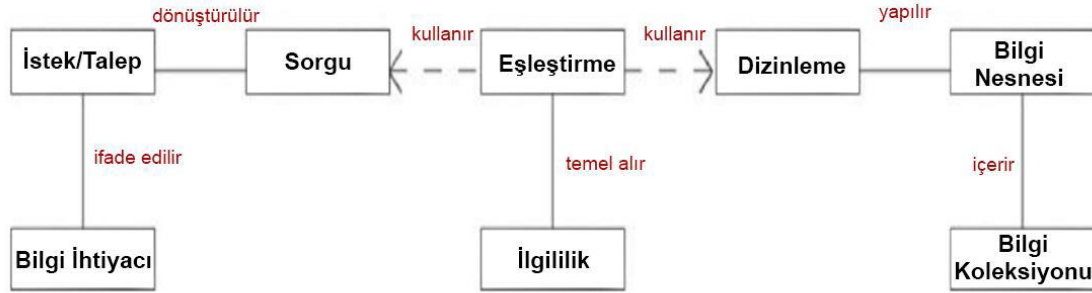 dönüştürülür
yapılır
kullanır
kullanır
İstek/Talep
Sorgu
Eşleştirme
Dizinleme
Bilgi
Nesnesi
ifade edilir
temel alır
içerir
Bilgi İhtiyacı
İlgililik
Bilgi
Koleksiyonu